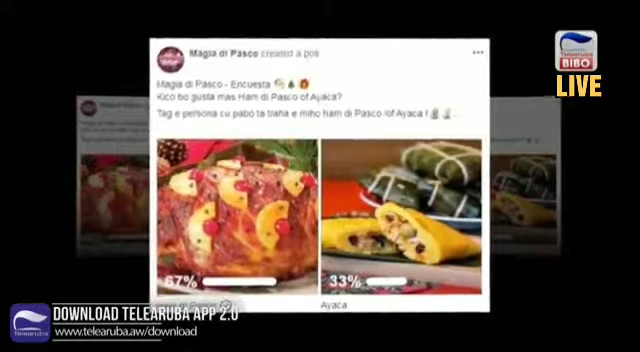 Magia di Pasco created a poll
Magia di Pasco - Encuesta
Kico bo gusta mas Ham di Pasco of Ayaca?
Tag e persona cu pabo ta traha e miho ham di Pasco /of Ayaca !
67%
33%
Ayaca
Telearuba
BIBO
LIVE
Telearuba
DOWNLOAD TELEARUBA APP 2.0
www.telearuba.aw/download